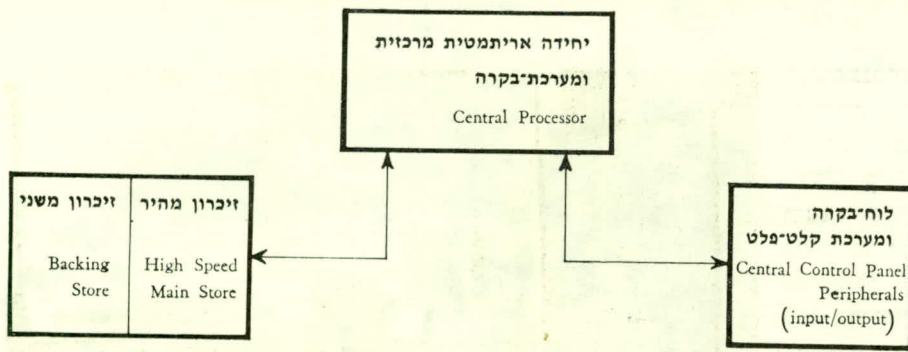 יחידה אריתמטית מרכזית
ומערכת־בקרה
Central Processor
זיכרון מהיר
High Speed
Main Store
זיכרון משני
Backing
Store
לוח־בקרה
ומערכת קלט־פלט
Central Control Panel
Peripherals
(input/output)